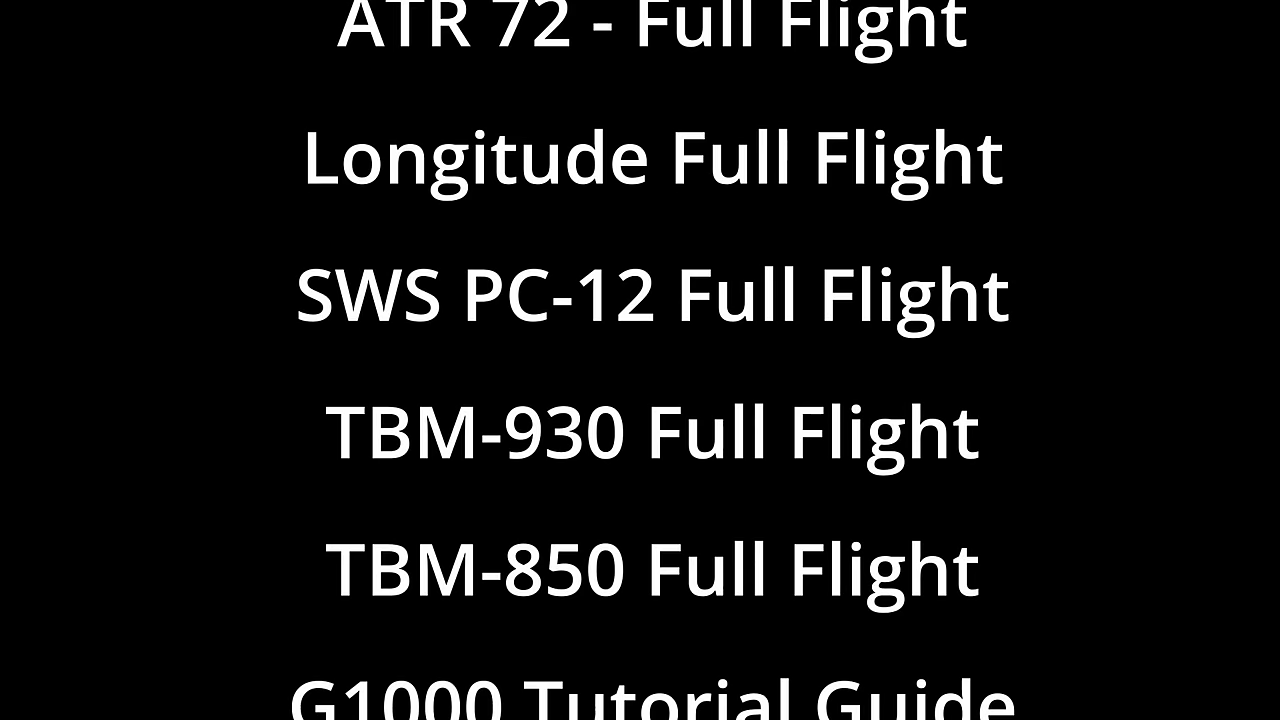 ATR 72 - Full Flight
Longitude Full Flight
SWS PC-12 Full Flight
TBM-930 Full Flight
TBM-850 Full Flight
G1000 Tutorial Guide